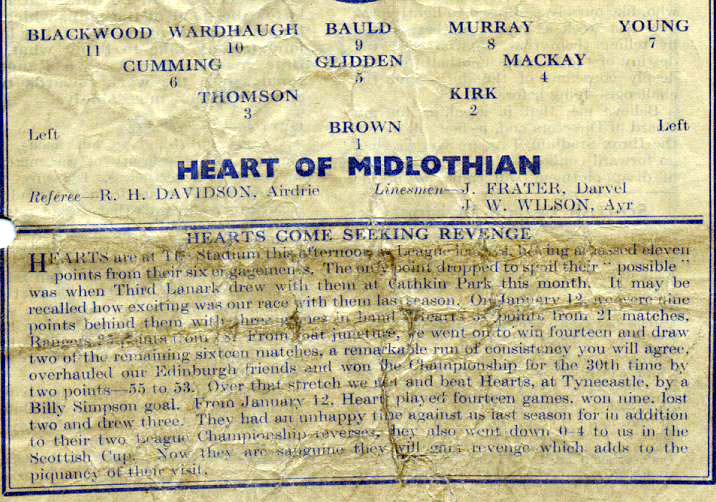 BLACKWOOD WARDHAUGH BAULD MURRAY YOUNG
11 10 9 8 7
CUMMING GLIDDEN MACKAY
6 5 4
THOMSON KIRK
3 2
Left BROWN Left
1
HEART OF MIDLOTHIAN
Referee—R. H. DAVIDSON, Airdrie Linesmen—J. FRATER, Darvel
J. W. WILSON, Ayr
HEARTS COME SEEKING REVENGE
HEARTS are at The Stadium this afternoon as League having amassed eleven
points from their six engagements. The only point dropped to spoil their "possible"
was when Third Lanark drew with them at Cathkin Park this month. It may be
recalled how exciting was our race with them last season. On January 12, we were nine
points behind them with three games in hand Hearts points from 21 matches,
Rangers points from From that juncture, we went on to win fourteen and draw
two of the remaining sixteen matches, a remarkable run of consistency you will agree,
overhauled our Edinburgh friends and won the Championship for the 30th time by
two points—55 to 53. Over that stretch we met and beat Hearts, at Tynecastle, by a
Billy Simpson goal. From January 12, Hearts played fourteen games, won nine, lost
two and drew three. They had an unhappy time against us last season for in addition
to their two League Championship reverses, they also went down 0-4 to us in the
Scottish Cup. Now they are sanguine they will gain revenge which adds to the
piquancy of their visit.